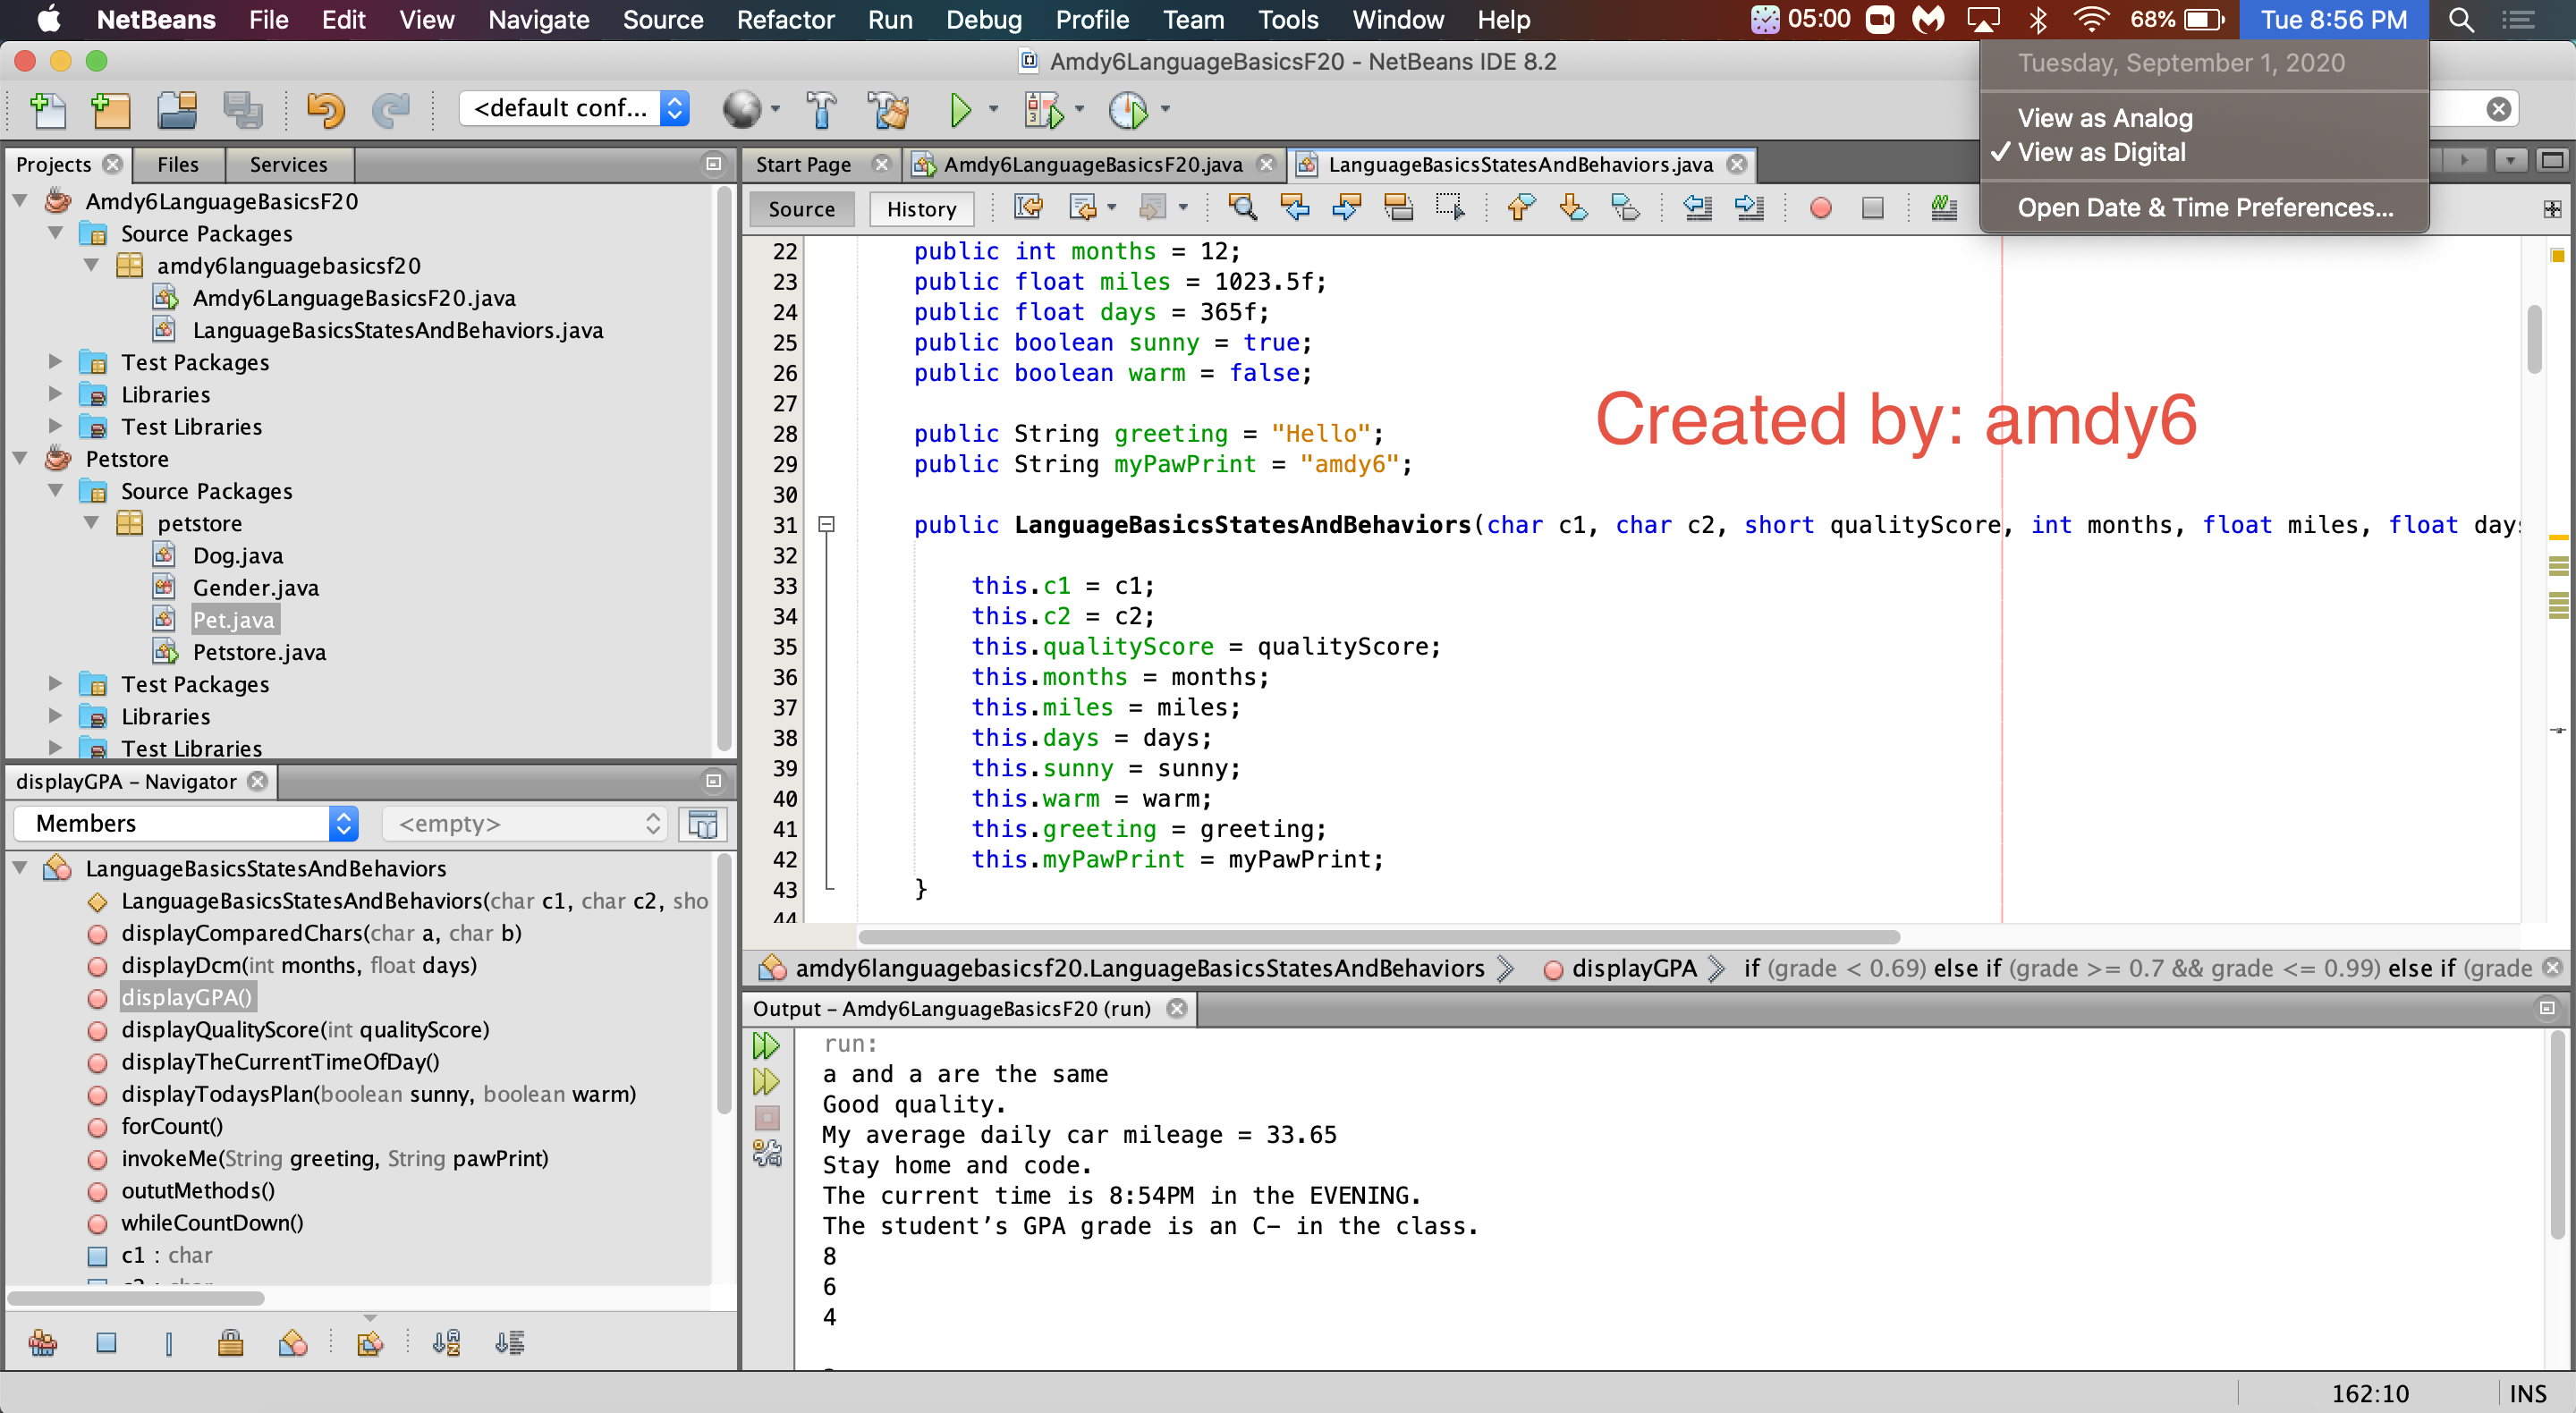 NetBeans File Edit View Navigate Source Refactor Run Debug Profile Team Tools Window Help 05:00 68% Tue 8:56 PM
Amdy6LanguageBasicsF20 - NetBeans IDE 8.2
Tuesday, September 1, 2020
View as Analog
✓ View as Digital
Open Date & Time Preferences...
<default conf...
Projects Files Services
Amdy6LanguageBasicsF20
Source Packages
amdy6languagebasicsf20
Amdy6LanguageBasicsF20.java
LanguageBasicsStatesAndBehaviors.java
Test Packages
Libraries
Test Libraries
Petstore
Source Packages
petstore
Dog.java
Gender.java
Pet.java
Petstore.java
Test Packages
Libraries
Test Libraries
displayGPA - Navigator
Members <empty>
LanguageBasicsStatesAndBehaviors
LanguageBasicsStatesAndBehaviors(char c1, char c2, sho
displayComparedChars(char a, char b)
displayDcm(int months, float days)
displayGPA()
displayQualityScore(int qualityScore)
displayTheCurrentTimeOfDay()
displayTodaysPlan(boolean sunny, boolean warm)
forCount()
invokeMe(String greeting, String pawPrint)
oututMethods()
whileCountDown()
c1 : char
Start Page Amdy6LanguageBasicsF20.java LanguageBasicsStatesAndBehaviors.java
Source History
22 public int months = 12;
23 public float miles = 1023.5f;
24 public float days = 365f;
25 public boolean sunny = true;
26 public boolean warm = false;
27
28 public String greeting = "Hello";
29 public String myPawPrint = "amdy6";
30
31 public LanguageBasicsStatesAndBehaviors(char c1, char c2, short qualityScore, int months, float miles, float day
32
33 this.c1 = c1;
34 this.c2 = c2;
35 this.qualityScore = qualityScore;
36 this.months = months;
37 this.miles = miles;
38 this.days = days;
39 this.sunny = sunny;
40 this.warm = warm;
41 this.greeting = greeting;
42 this.myPawPrint = myPawPrint;
43 }
44
Created by: amdy6
amdy6languagebasicsf20.LanguageBasicsStatesAndBehaviors displayGPA if (grade < 0.69) else if (grade >= 0.7 && grade <= 0.99) else if (grade
Output - Amdy6LanguageBasicsF20 (run)
run:
a and a are the same
Good quality.
My average daily car mileage = 33.65
Stay home and code.
The current time is 8:54PM in the EVENING.
The student’s GPA grade is an C- in the class.
8
6
4
162:10 INS